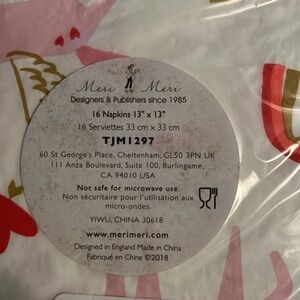 Meri Meri
Designers & Publishers since 1985
16 Napkins 13" x 13"
16 Serviettes 33 cm x 33 cm
TJM1297
60 St George's Place, Cheltenham; GL50 3PN UK
111 Anza Boulevard, Suite 100, Burlingame,
CA 94010 USA
Not safe for microwave use.
Non sécuritaire pour l'utilisation aux
micro-ondes.
YIWU, CHINA 30618
www.merimeri.com
Designed in England Made in China
Fabriqué en Chine ©2018